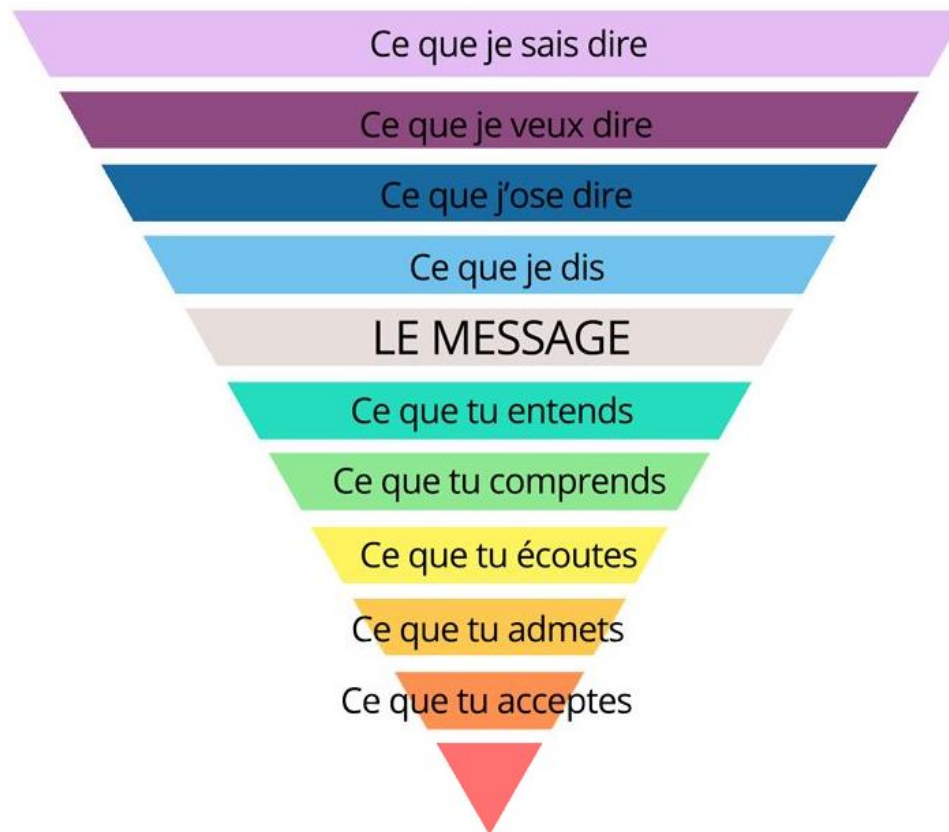 Ce que je sais dire
Ce que je veux dire
Ce que j'ose dire
Ce que je dis
LE MESSAGE
Ce que tu entends
Ce que tu comprends
Ce que tu écoutes
Ce que tu admets
Ce que tu acceptes